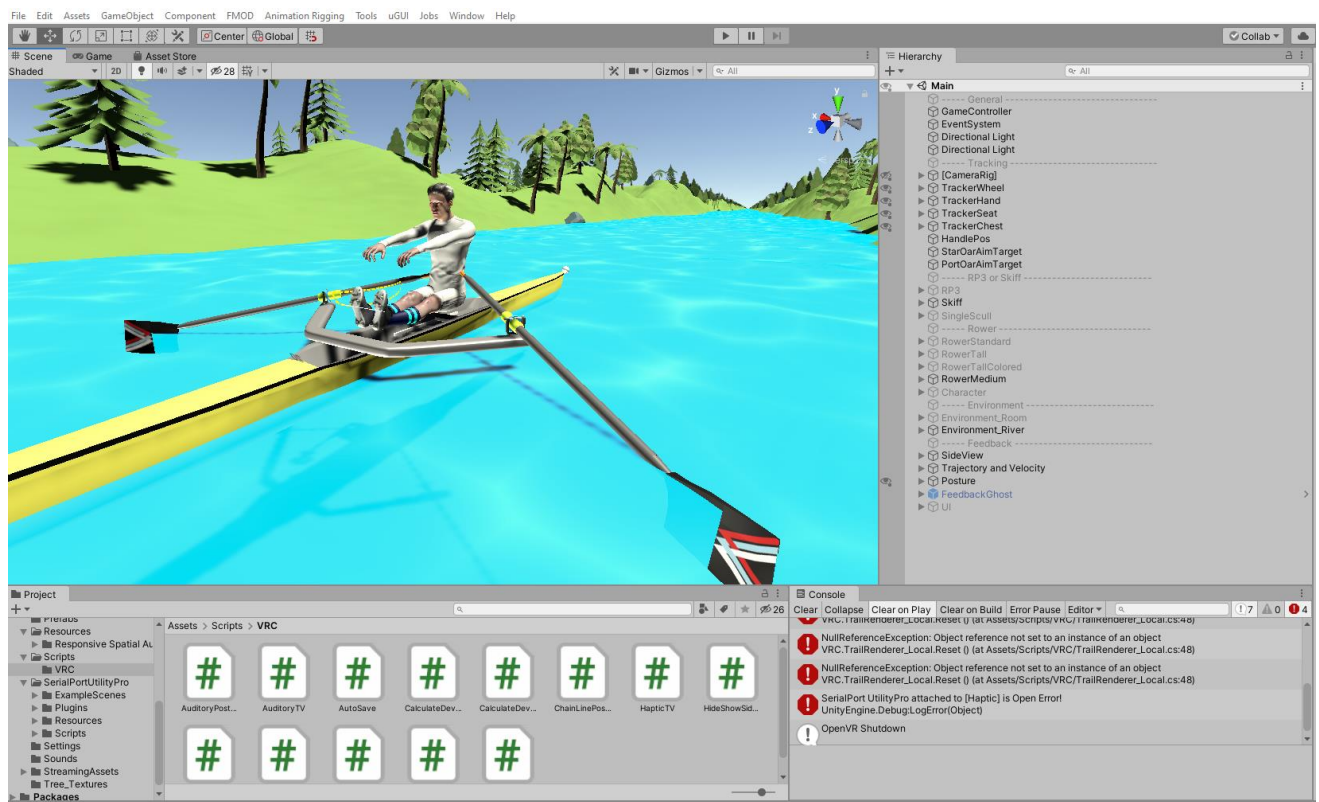 File Edit Assets GameObject Component FMOD Animation Rigging Tools uGUI Jobs Window Help
Center Global Collab
Scene Game Asset Store
Shaded 2D 28 Gizmos All
y
x
z
Hierarchy
All
Main
----- General -----------------------------
GameController
EventSystem
Directional Light
Directional Light
----- Tracking ----------------------------
[CameraRig]
TrackerWheel
TrackerHand
TrackerSeat
TrackerChest
HandlePos
StarOarAimTarget
PortOarAimTarget
----- RP3 or Skiff -------------------------
RP3
Skiff
SingleScull
----- Rower -------------------------------
RowerStandard
RowerTall
RowerTallColored
RowerMedium
Character
----- Environment -------------------------
Environment_Room
Environment_River
----- Feedback ---------------------------
SideView
Trajectory and Velocity
Posture
FeedbackGhost
UI
Project
26
Prefabs
Resources
Responsive Spatial Au
Scripts
VRC
SerialPortUtilityPro
ExampleScenes
Plugins
Resources
Scripts
Settings
Sounds
StreamingAssets
Tree_Textures
Packages
Assets > Scripts > VRC
AuditoryPost... AuditoryTV AutoSave CalculateDev... CalculateDev... ChainLinePos... HapticTV HideShowSid...
Console
Clear Collapse Clear on Play Clear on Build Error Pause Editor 7 0 4
VRC.TrailRenderer_Local.Reset () (at Assets/Scripts/VRC/TrailRenderer_Local.cs:48)
NullReferenceException: Object reference not set to an instance of an object
VRC.TrailRenderer_Local.Reset () (at Assets/Scripts/VRC/TrailRenderer_Local.cs:48)
NullReferenceException: Object reference not set to an instance of an object
VRC.TrailRenderer_Local.Reset () (at Assets/Scripts/VRC/TrailRenderer_Local.cs:48)
SerialPort UtilityPro attached to [Haptic] is Open Error!
UnityEngine.Debug:LogError(Object)
OpenVR Shutdown